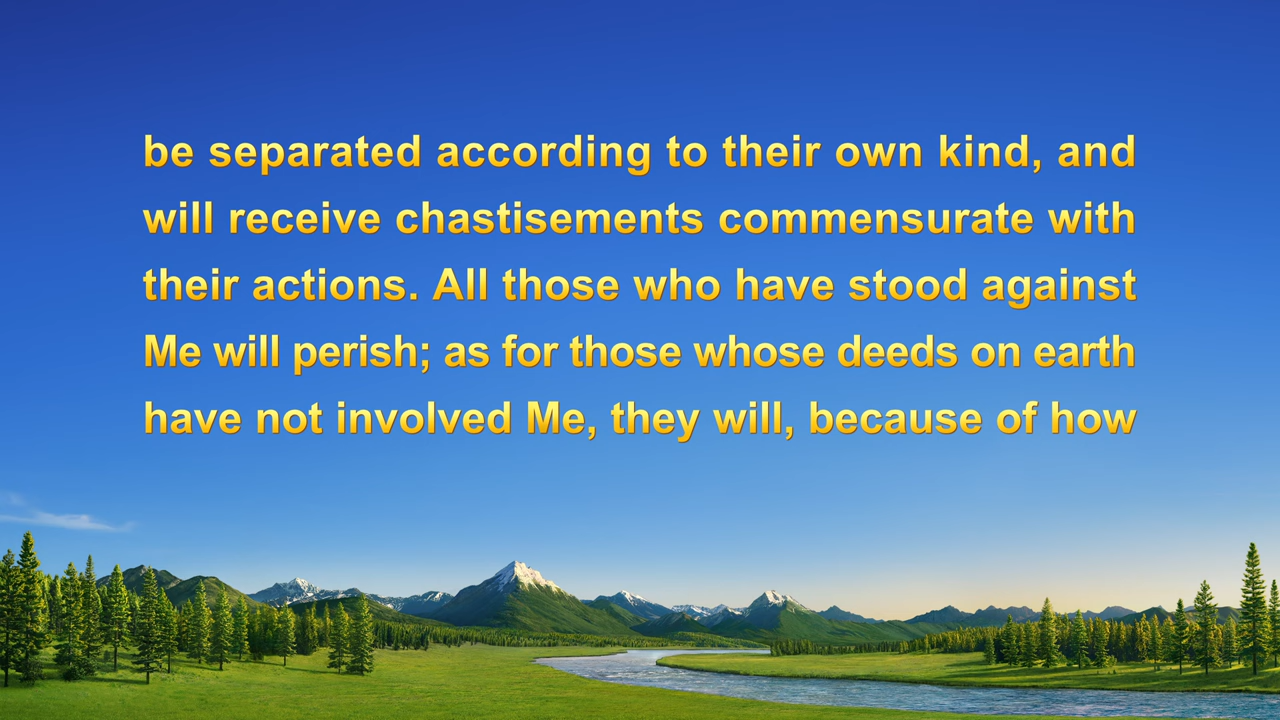 be separated according to their own kind, and
will receive chastisements commensurate with
their actions. All those who have stood against
Me will perish; as for those whose deeds on earth
have not involved Me, they will, because of how